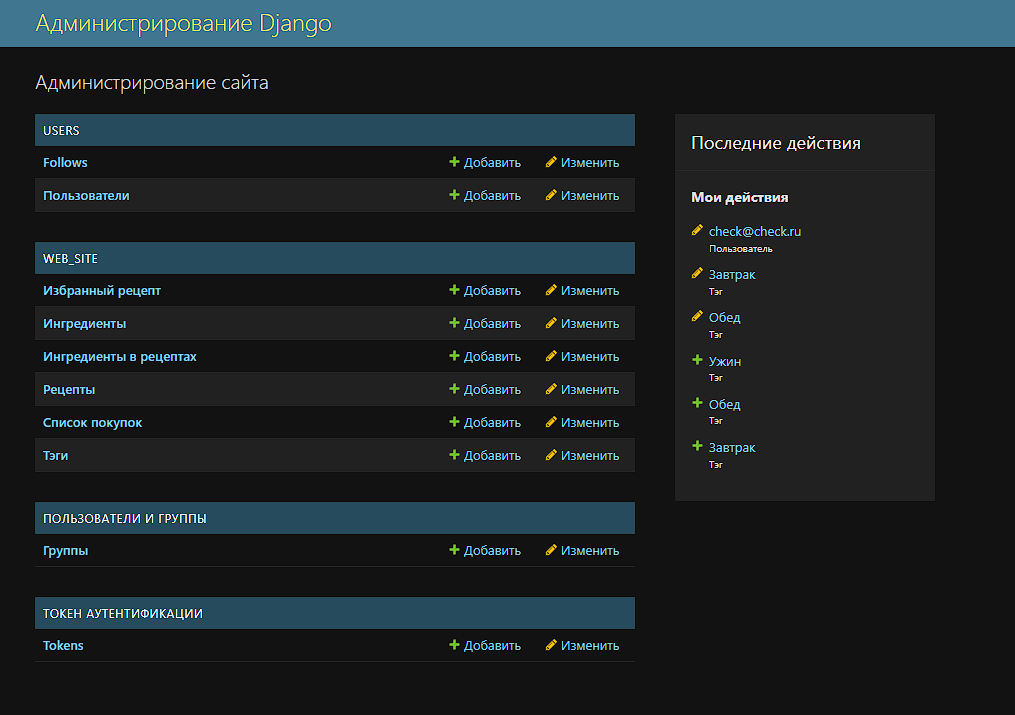 Администрирование Django
Администрирование сайта
USERS
Follows Добавить Изменить
Пользователи Добавить Изменить
WEB_SITE
Избранный рецепт Добавить Изменить
Ингредиенты Добавить Изменить
Ингредиенты в рецептах Добавить Изменить
Рецепты Добавить Изменить
Список покупок Добавить Изменить
Тэги Добавить Изменить
ПОЛЬЗОВАТЕЛИ И ГРУППЫ
Группы Добавить Изменить
ТОКЕН АУТЕНТИФИКАЦИИ
Tokens Добавить Изменить
Последние действия
Мои действия
check@check.ru
Пользователь
Завтрак
Тэг
Обед
Тэг
Ужин
Тэг
Обед
Тэг
Завтрак
Тэг